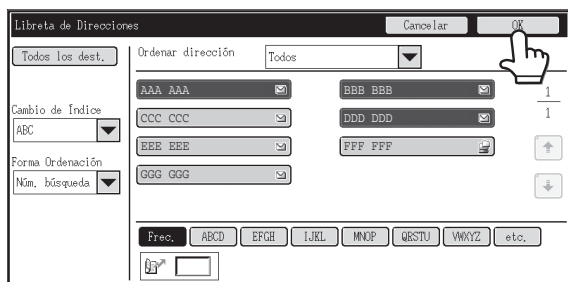 Libreta de Direcciones Cancelar OK
Todos los dest. Ordenar dirección Todos
AAA AAA BBB BBB 1
Cambio de Índice CCC CCC DDD DDD 1
ABC
EEE EEE FFF FFF
Forma Ordenación
Núm. búsqueda GGG GGG
Frec. ABCD EFGH IJKL MNOP QRSTU VWXYZ etc.